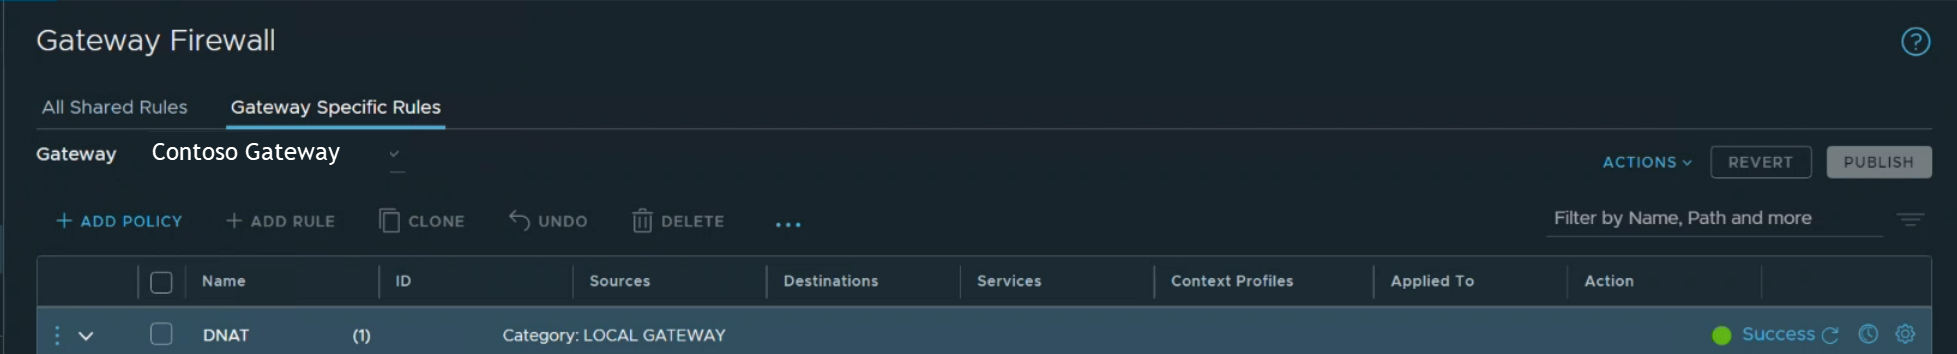 Gateway Firewall
?
All Shared Rules Gateway Specific Rules
Gateway Contoso Gateway
ACTIONS REVERT PUBLISH
+ ADD POLICY + ADD RULE CLONE UNDO DELETE ... Filter by Name, Path and more
Name ID Sources Destinations Services Context Profiles Applied To Action
DNAT (1) Category: LOCAL GATEWAY Success